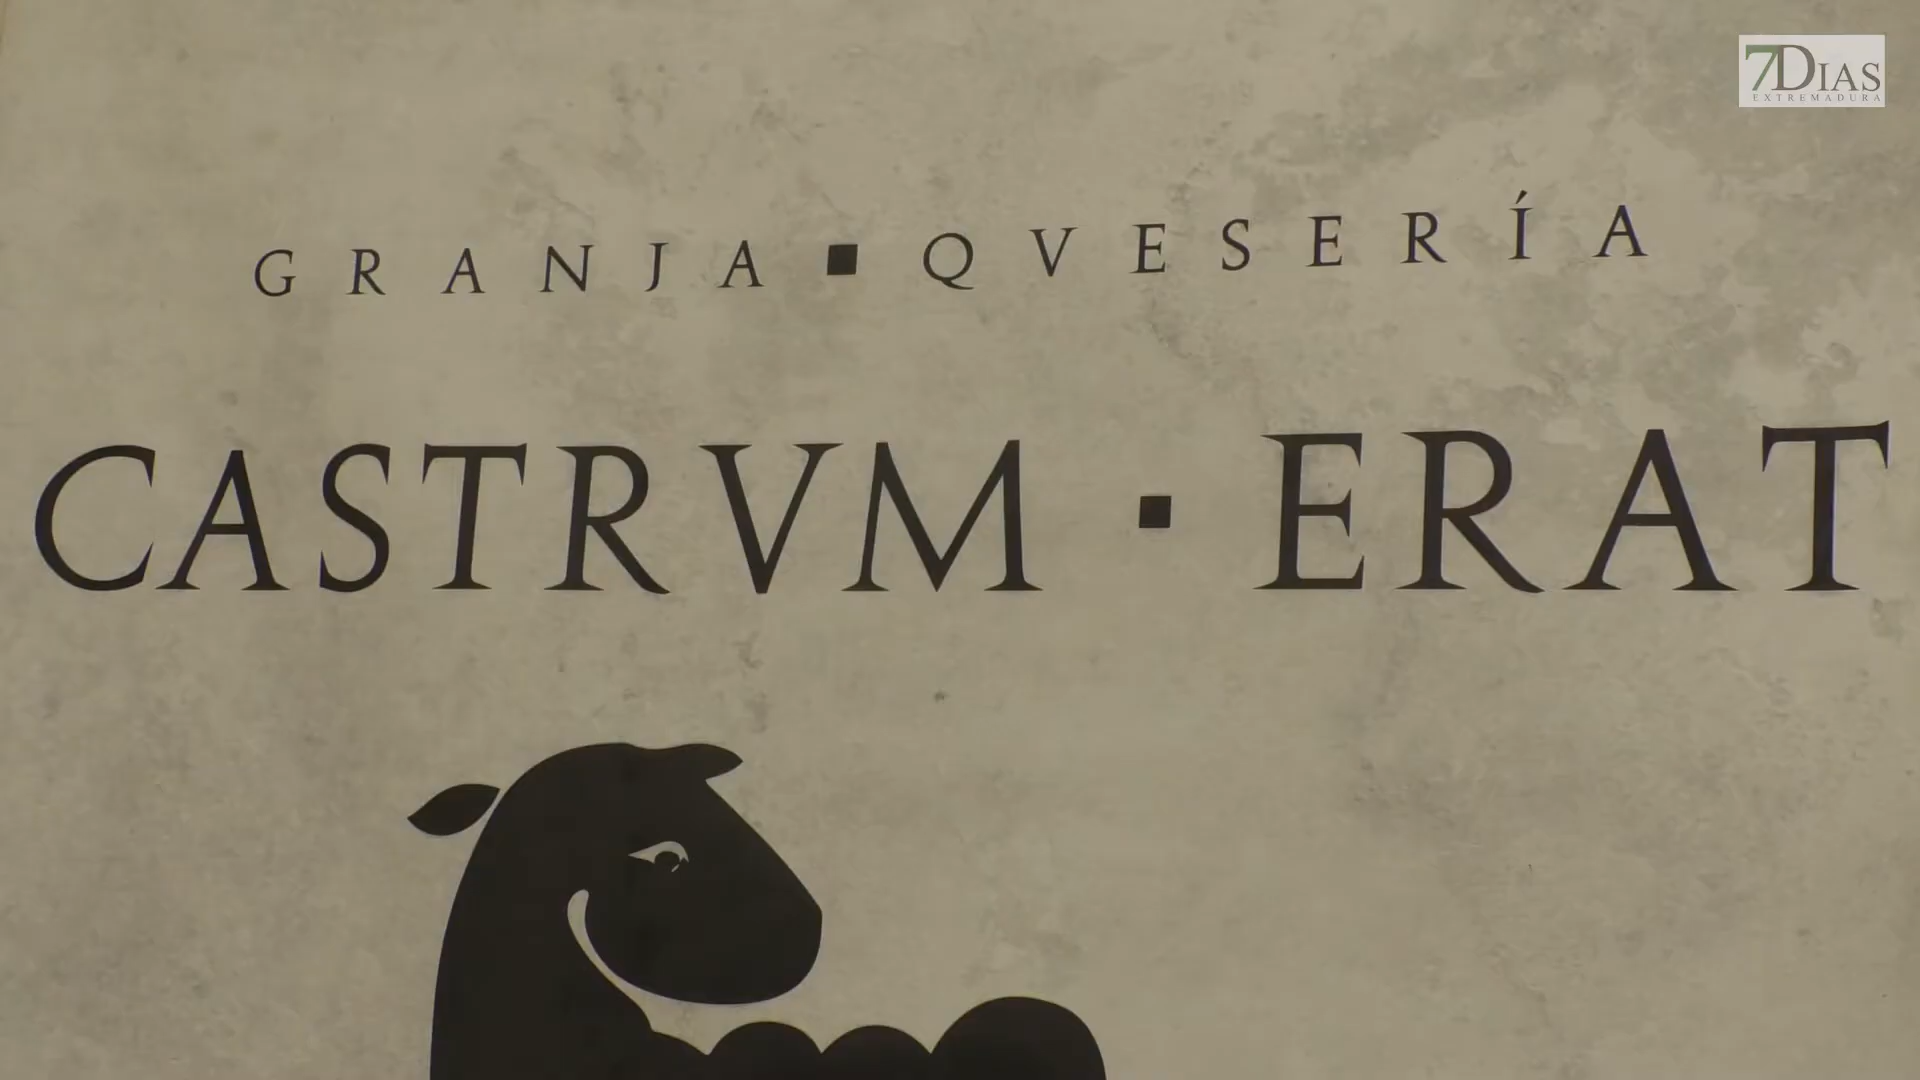 7DIAS
EXTREMADURA
GRANJA ▪ QVESERÍA
CASTRVM ▪ ERAT